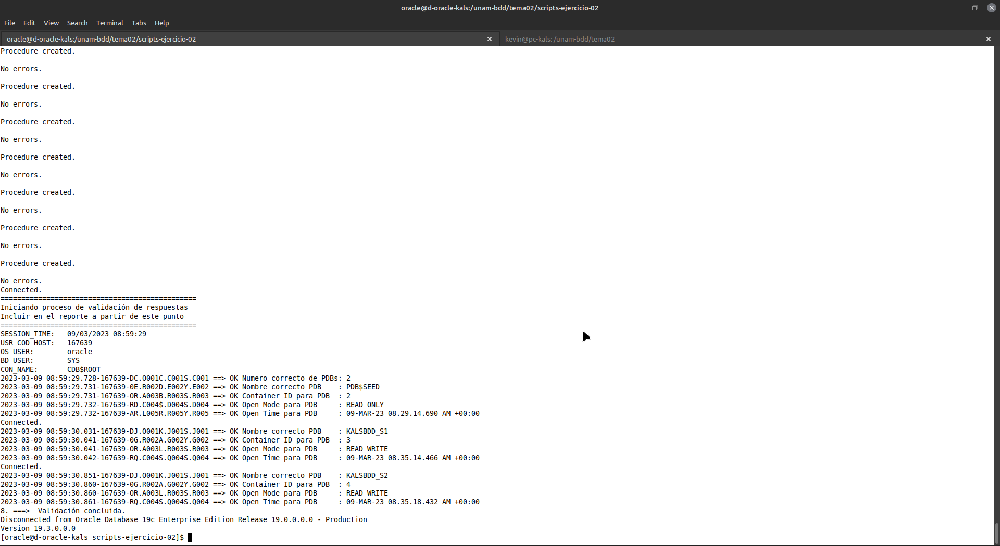 oracle@d-oracle-kals:/unam-bdd/tema02/scripts-ejercicio-02
File Edit View Search Terminal Tabs Help
oracle@d-oracle-kals:/unam-bdd/tema02/scripts-ejercicio-02
kevin@pc-kals: /unam-bdd/tema02
Procedure created.
No errors.
Procedure created.
No errors.
Procedure created.
No errors.
Procedure created.
No errors.
Procedure created.
No errors.
Procedure created.
No errors.
Procedure created.
No errors.
Connected.
===============================================
Iniciando proceso de validación de respuestas
Incluir en el reporte a partir de este punto
===============================================
SESSION_TIME:   09/03/2023 08:59:29
USR_COD HOST:   167639
OS_USER:        oracle
BD_USER:        SYS
CON_NAME:       CDB$ROOT
2023-03-09 08:59:29.728-167639-DC.O001C.C001S.C001 ==> OK Numero correcto de PDBs: 2
2023-03-09 08:59:29.731-167639-0E.R002D.E002Y.E002 ==> OK Nombre correcto PDB    : PDB$SEED
2023-03-09 08:59:29.731-167639-OR.A003B.R003S.R003 ==> OK Container ID para PDB  : 2
2023-03-09 08:59:29.732-167639-RD.C004$.D004S.D004 ==> OK Open Mode para PDB     : READ ONLY
2023-03-09 08:59:29.732-167639-AR.L005R.R005Y.R005 ==> OK Open Time para PDB     : 09-MAR-23 08.29.14.690 AM +00:00
Connected.
2023-03-09 08:59:30.031-167639-DJ.O001K.J001S.J001 ==> OK Nombre correcto PDB    : KALSBDD_S1
2023-03-09 08:59:30.041-167639-0G.R002A.G002Y.G002 ==> OK Container ID para PDB  : 3
2023-03-09 08:59:30.041-167639-OR.A003L.R003S.R003 ==> OK Open Mode para PDB     : READ WRITE
2023-03-09 08:59:30.042-167639-RQ.C004S.Q004S.Q004 ==> OK Open Time para PDB     : 09-MAR-23 08.35.14.466 AM +00:00
Connected.
2023-03-09 08:59:30.851-167639-DJ.O001K.J001S.J001 ==> OK Nombre correcto PDB    : KALSBDD_S2
2023-03-09 08:59:30.860-167639-0G.R002A.G002Y.G002 ==> OK Container ID para PDB  : 4
2023-03-09 08:59:30.860-167639-OR.A003L.R003S.R003 ==> OK Open Mode para PDB     : READ WRITE
2023-03-09 08:59:30.861-167639-RQ.C004S.Q004S.Q004 ==> OK Open Time para PDB     : 09-MAR-23 08.35.18.432 AM +00:00
8. ===>  Validación concluida.
Disconnected from Oracle Database 19c Enterprise Edition Release 19.0.0.0.0 - Production
Version 19.3.0.0.0
[oracle@d-oracle-kals scripts-ejercicio-02]$